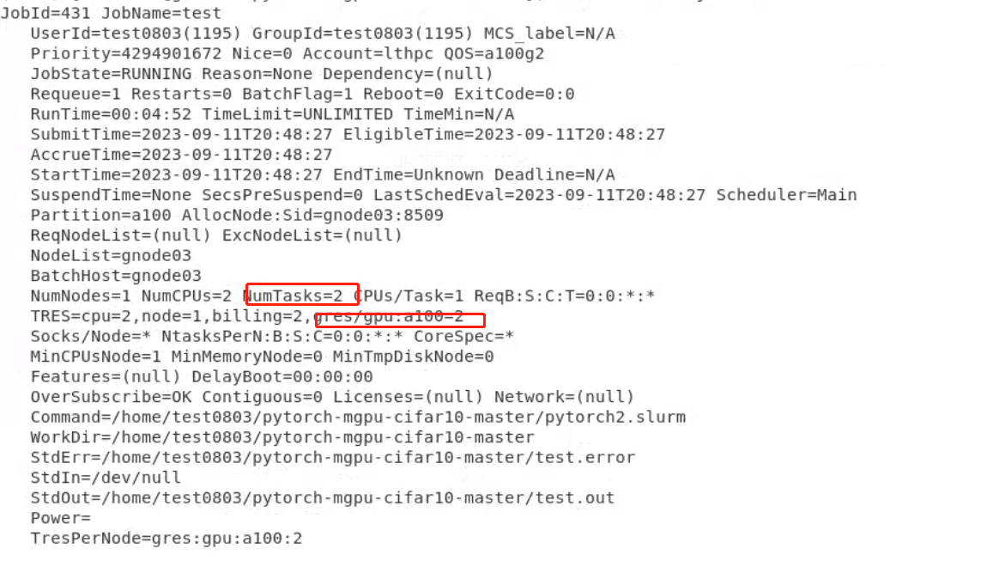 JobId=431 JobName=test
UserId=test0803(1195) GroupId=test0803(1195) MCS_label=N/A
Priority=4294901672 Nice=0 Account=lthpc QOS=a100g2
JobState=RUNNING Reason=None Dependency=(null)
Requeue=1 Restarts=0 BatchFlag=1 Reboot=0 ExitCode=0:0
RunTime=00:04:52 TimeLimit=UNLIMITED TimeMin=N/A
SubmitTime=2023-09-11T20:48:27 EligibleTime=2023-09-11T20:48:27
AccrueTime=2023-09-11T20:48:27
StartTime=2023-09-11T20:48:27 EndTime=Unknown Deadline=N/A
SuspendTime=None SecsPreSuspend=0 LastSchedEval=2023-09-11T20:48:27 Scheduler=Main
Partition=a100 AllocNode:Sid=gnode03:8509
ReqNodeList=(null) ExcNodeList=(null)
NodeList=gnode03
BatchHost=gnode03
NumNodes=1 NumCPUs=2 NumTasks=2 CPUs/Task=1 ReqB:S:C:T=0:0:*:*
TRES=cpu=2,node=1,billing=2,gres/gpu:a100=2
Socks/Node=* NtasksPerN:B:S:C=0:0:*:* CoreSpec=*
MinCPUsNode=1 MinMemoryNode=0 MinTmpDiskNode=0
Features=(null) DelayBoot=00:00:00
OverSubscribe=OK Contiguous=0 Licenses=(null) Network=(null)
Command=/home/test0803/pytorch-mgpu-cifar10-master/pytorch2.slurm
WorkDir=/home/test0803/pytorch-mgpu-cifar10-master
StdErr=/home/test0803/pytorch-mgpu-cifar10-master/test.error
StdIn=/dev/null
StdOut=/home/test0803/pytorch-mgpu-cifar10-master/test.out
Power=
TresPerNode=gres:gpu:a100:2